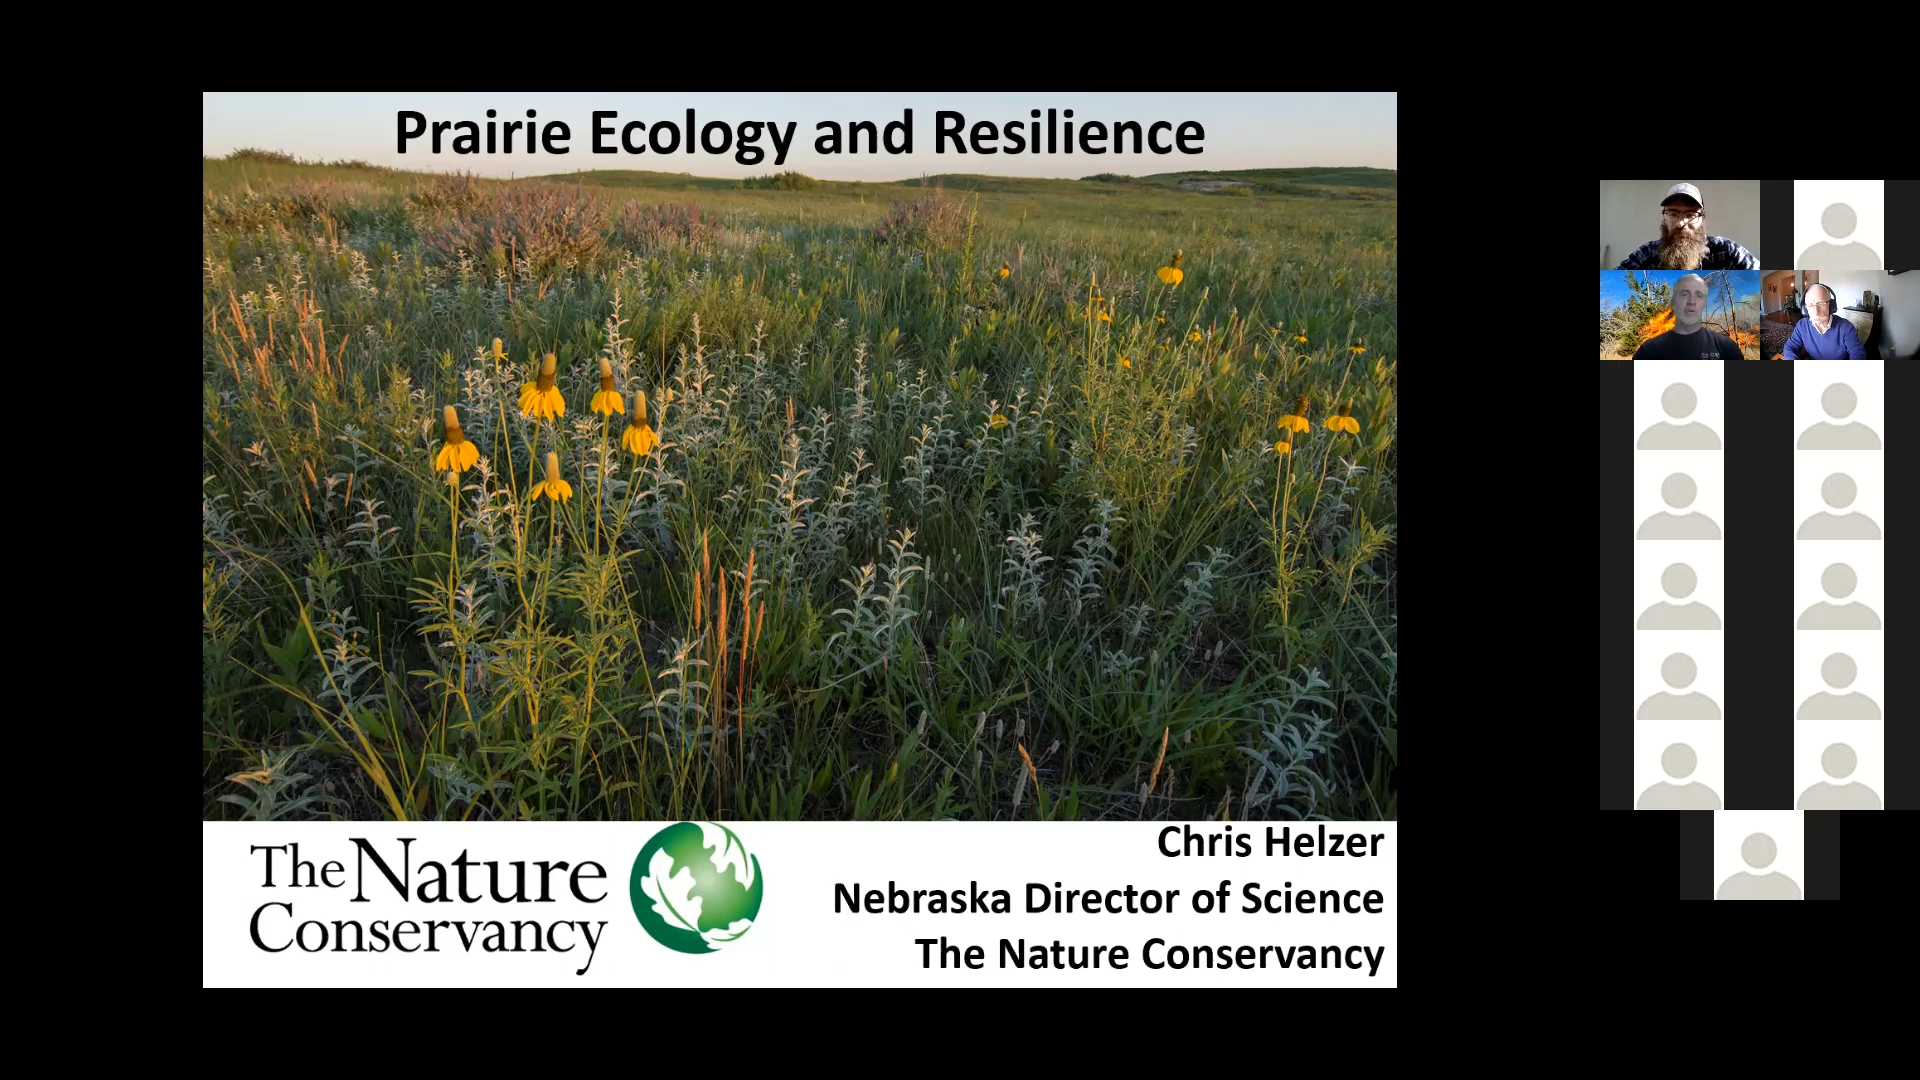 Prairie Ecology and Resilience
The Nature
Conservancy
Chris Helzer
Nebraska Director of Science
The Nature Conservancy